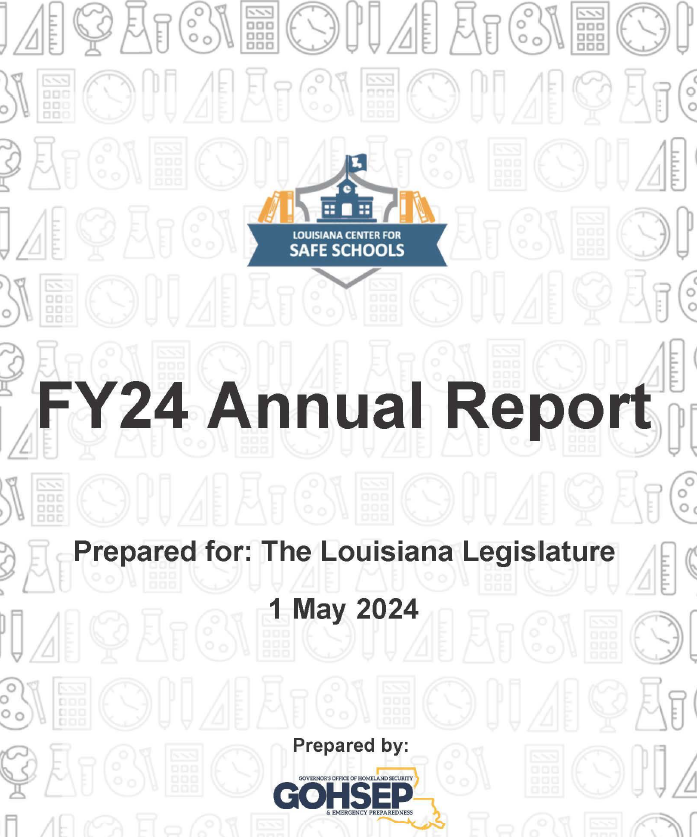 LOUISIANA CENTER FOR
SAFE SCHOOLS
FY24 Annual Report
Prepared for: The Louisiana Legislature
1 May 2024
Prepared by:
GOVERNOR'S OFFICE OF HOMELAND SECURITY
GOHSEP
& EMERGENCY PREPAREDNESS